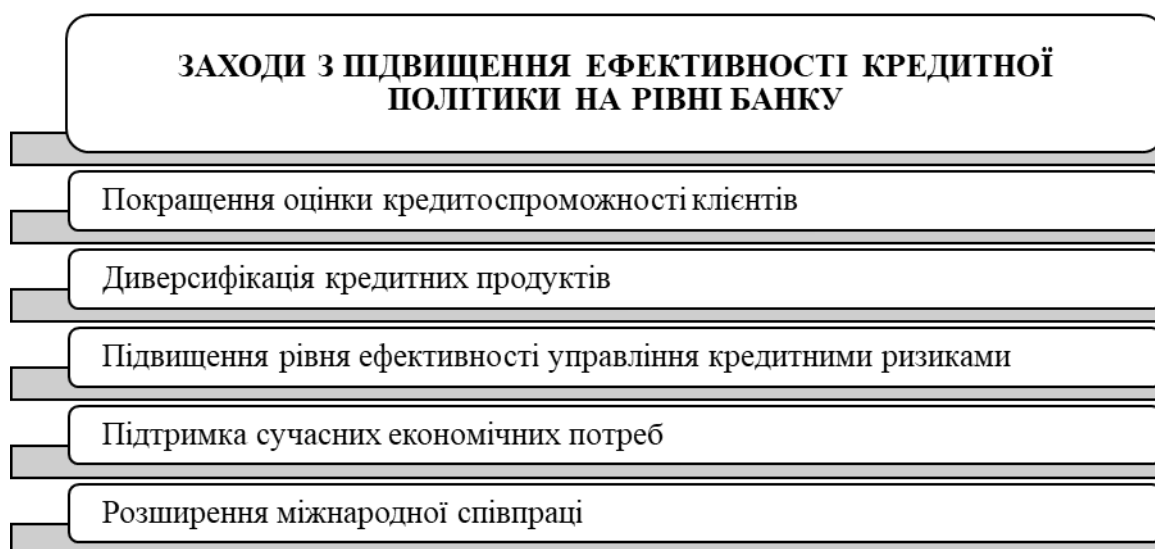 ЗАХОДИ З ПІДВИЩЕННЯ ЕФЕКТИВНОСТІ КРЕДИТНОЇ
ПОЛІТИКИ НА РІВНІ БАНКУ
Покращення оцінки кредитоспроможності клієнтів
Диверсифікація кредитних продуктів
Підвищення рівня ефективності управління кредитними ризиками
Підтримка сучасних економічних потреб
Розширення міжнародної співпраці